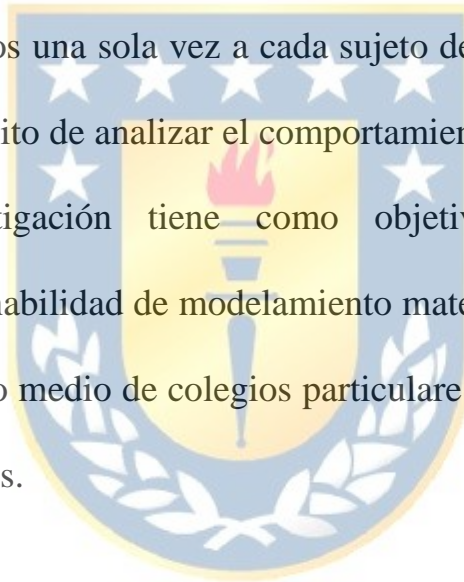 os una sola vez a cada sujeto de
ito de analizar el comportamien
tigación tiene como objetiv
habilidad de modelamiento mate
o medio de colegios particulare
s.